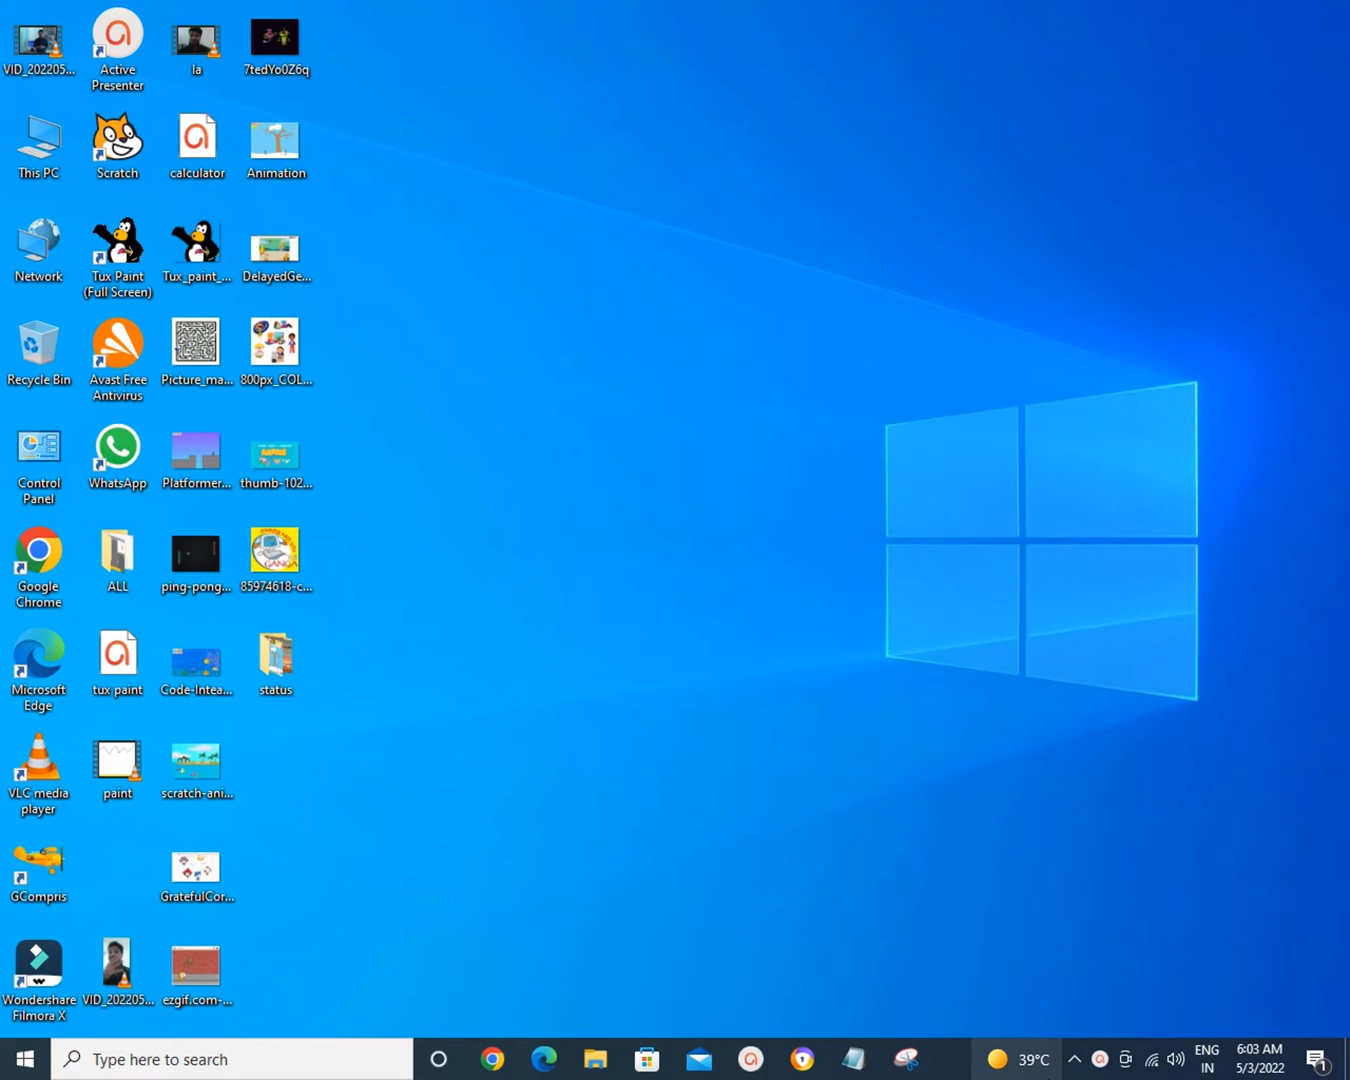 VID_202205...
Active
Presenter
la
7tedYo0Z6q
This PC
Scratch
calculator
Animation
Network
Tux Paint
(Full Screen)
Tux_paint_...
DelayedGe...
Recycle Bin
Avast Free
Antivirus
Picture_ma...
800px_COL...
Control
Panel
WhatsApp
Platformer...
thumb-102...
Google
Chrome
ALL
ping-pong...
GANGA
85974618-c...
Microsoft
Edge
tux paint
Code-Intea...
status
VLC media
player
paint
scratch-ani...
GCompris
GratefulCor...
Wondershare
Filmora X
VID_202205...
ezgif.com-...
Type here to search
39°C
ENG
IN
6:03 AM
5/3/2022
1